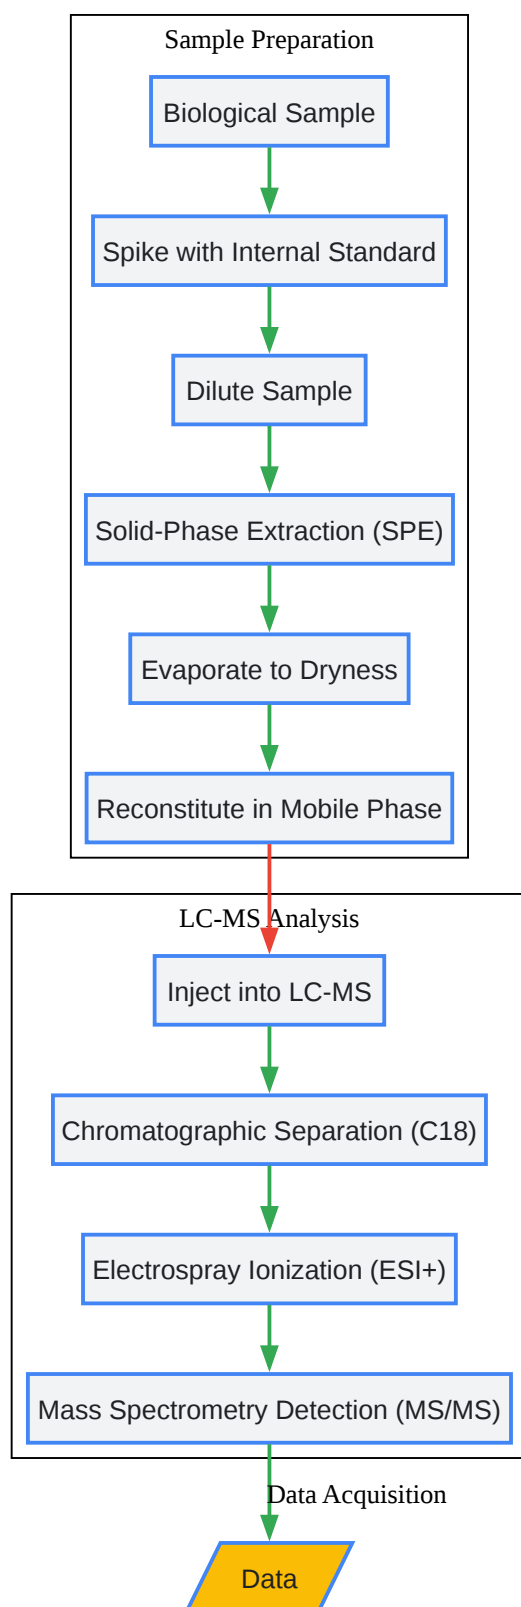 Sample Preparation
Biological Sample
Spike with Internal Standard
Dilute Sample
Solid-Phase Extraction (SPE)
Evaporate to Dryness
Reconstitute in Mobile Phase
LC-MS Analysis
Inject into LC-MS
Chromatographic Separation (C18)
Electrospray Ionization (ESI+)
Mass Spectrometry Detection (MS/MS)
Data Acquisition
Data